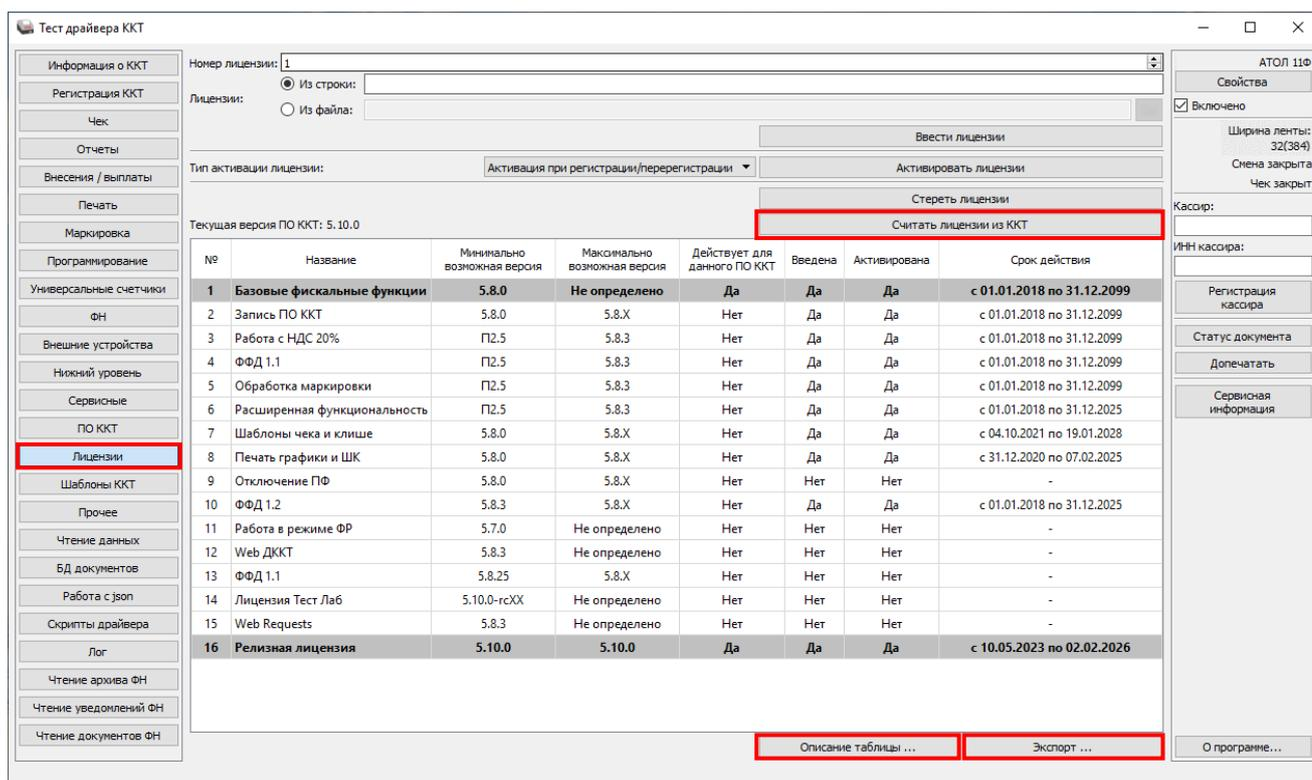 Тест драйвера ККТ
Информация о ККТ
Регистрация ККТ
Чек
Отчеты
Внесения / выплаты
Печать
Маркировка
Программирование
Универсальные счетчики
ФН
Внешние устройства
Нижний уровень
Сервисные
ПО ККТ
Лицензии
Шаблоны ККТ
Прочее
Чтение данных
БД документов
Работа с json
Скрипты драйвера
Лог
Чтение архива ФН
Чтение уведомлений ФН
Чтение документов ФН
Номер лицензии: 1
Лицензии:
Из строки:
Из файла:
Ввести лицензии
Тип активации лицензии: Активация при регистрации/перерегистрации Активировать лицензии
Стереть лицензии
Текущая версия ПО ККТ: 5.10.0 Считать лицензии из ККТ
№ Название Минимально возможная версия Максимально возможная версия Действует для данного ПО ККТ Введена Активирована Срок действия
1 Базовые фискальные функции 5.8.0 Не определено Да Да Да с 01.01.2018 по 31.12.2099
2 Запись ПО ККТ 5.8.0 5.8.X Нет Да Да с 01.01.2018 по 31.12.2099
3 Работа с НДС 20% П2.5 5.8.3 Нет Да Да с 01.01.2018 по 31.12.2099
4 ФФД 1.1 П2.5 5.8.3 Нет Да Да с 01.01.2018 по 31.12.2099
5 Обработка маркировки П2.5 5.8.3 Нет Да Да с 01.01.2018 по 31.12.2099
6 Расширенная функциональность П2.5 5.8.3 Нет Да Да с 01.01.2018 по 31.12.2025
7 Шаблоны чека и клише 5.8.0 5.8.X Нет Да Да с 04.10.2021 по 19.01.2028
8 Печать графики и ШК 5.8.0 5.8.X Нет Да Да с 31.12.2020 по 07.02.2025
9 Отключение ПФ 5.8.0 5.8.X Нет Нет Нет -
10 ФФД 1.2 5.8.3 5.8.X Нет Да Да с 01.01.2018 по 31.12.2025
11 Работа в режиме ФР 5.7.0 Не определено Нет Нет Нет -
12 Web ДККТ 5.8.3 Не определено Нет Нет Нет -
13 ФФД 1.1 5.8.25 5.8.X Нет Нет Нет -
14 Лицензия Тест Лаб 5.10.0-rcXX Не определено Нет Нет Нет -
15 Web Requests 5.8.3 Не определено Нет Нет Нет -
16 Релизная лицензия 5.10.0 5.10.0 Да Да Да с 10.05.2023 по 02.02.2026
Описание таблицы ... Экспорт ...
АТОЛ 11Ф
Свойства
Включено
Ширина ленты:
32(384)
Смена закрыта
Чек закрыт
Кассир:
ИНН кассира:
Регистрация
кассира
Статус документа
Допечатать
Сервисная
информация
О программе...